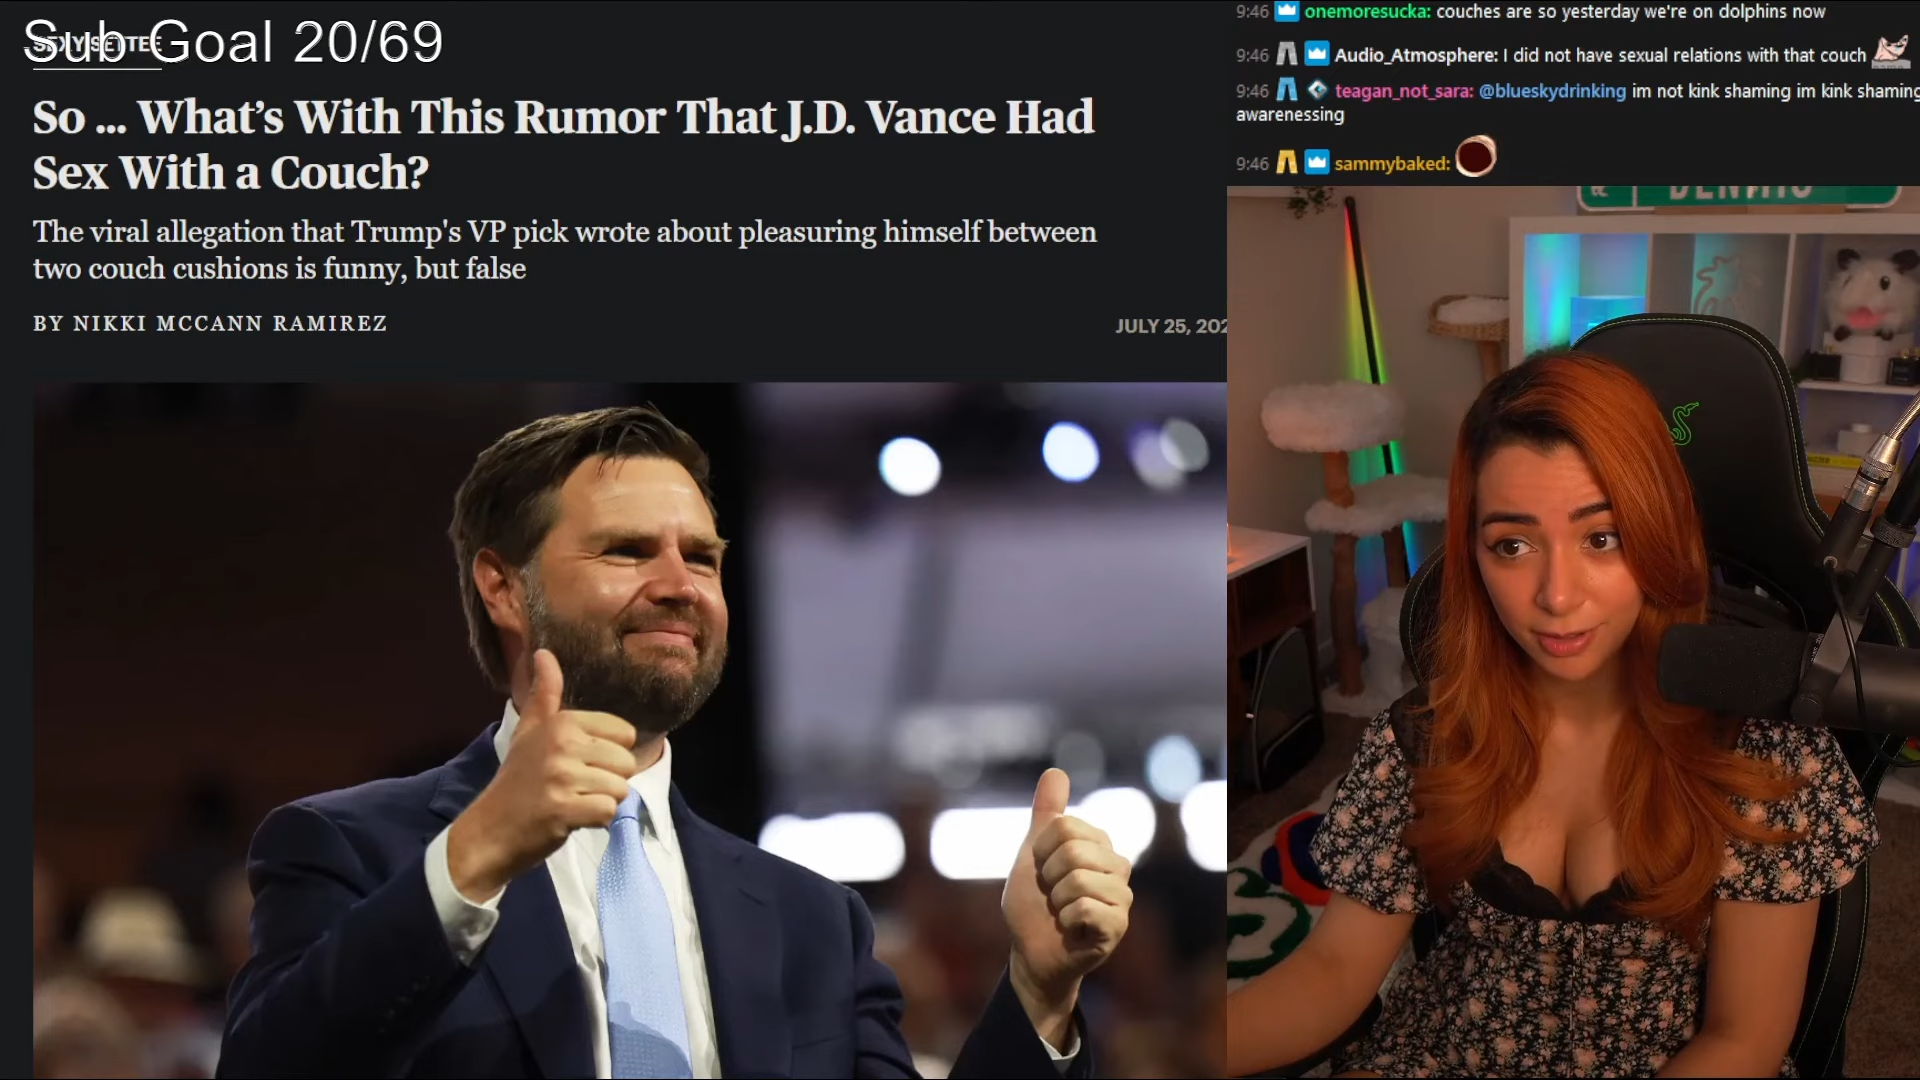 Sub Goal 20/69
SEXY SETTEE
So ... What’s With This Rumor That J.D. Vance Had
Sex With a Couch?
The viral allegation that Trump's VP pick wrote about pleasuring himself between
two couch cushions is funny, but false
BY NIKKI MCCANN RAMIREZ
JULY 25, 202
9:46 onemoresucka: couches are so yesterday we're on dolphins now
9:46 Audio_Atmosphere: I did not have sexual relations with that couch
9:46 teagan_not_sara: @blueskydrinking im not kink shaming im kink shaming
awarenessing
9:46 sammybaked: